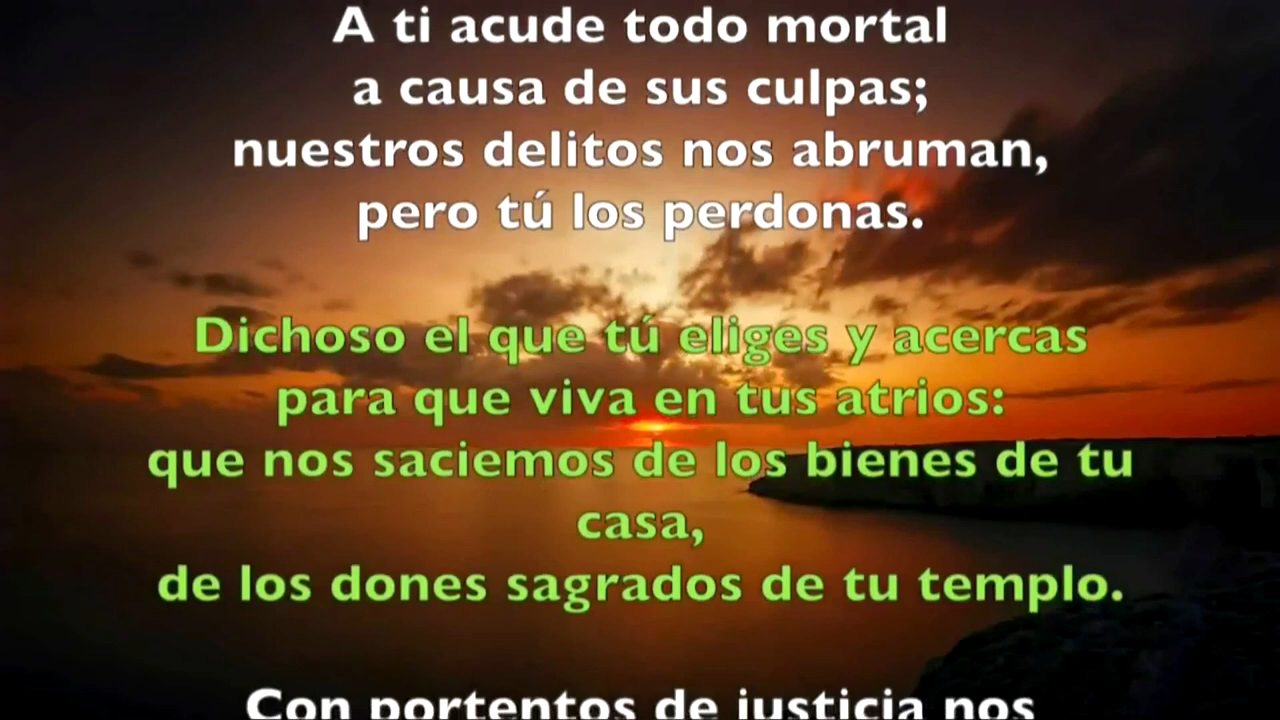 A ti acude todo mortal
a causa de sus culpas;
nuestros delitos nos abruman,
pero tú los perdonas.
Dichoso el que tú eliges y acercas
para que viva en tus atrios:
que nos saciemos de los bienes de tu
casa,
de los dones sagrados de tu templo.
Con portentos de justicia nos